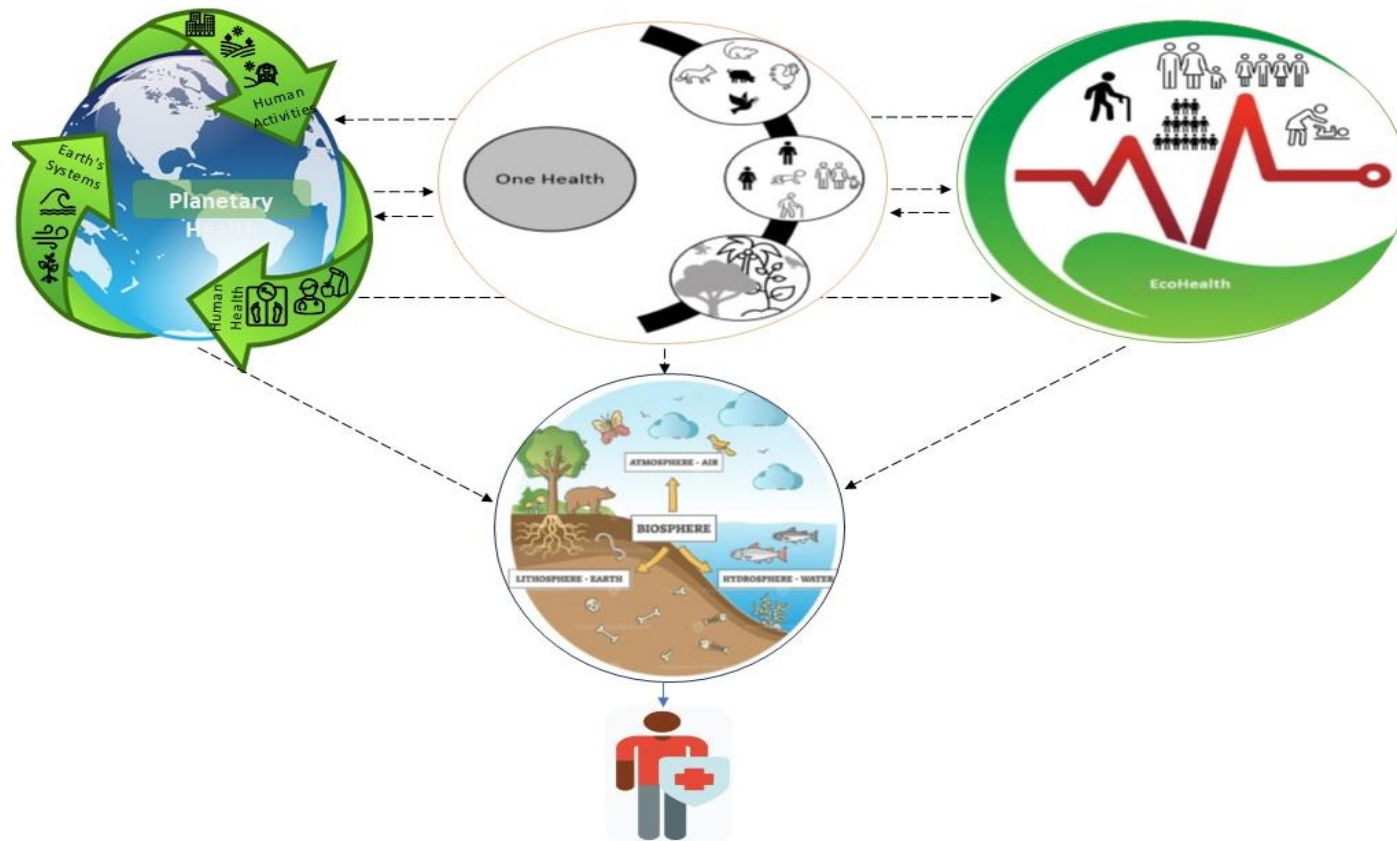 Human
Activities
Earth's
Systems
Planetary
Health
Human
Health
One Health
EcoHealth
ATMOSPHERE - AIR
BIOSPHERE
LITHOSPHERE - EARTH
HYDROSPHERE - WATER